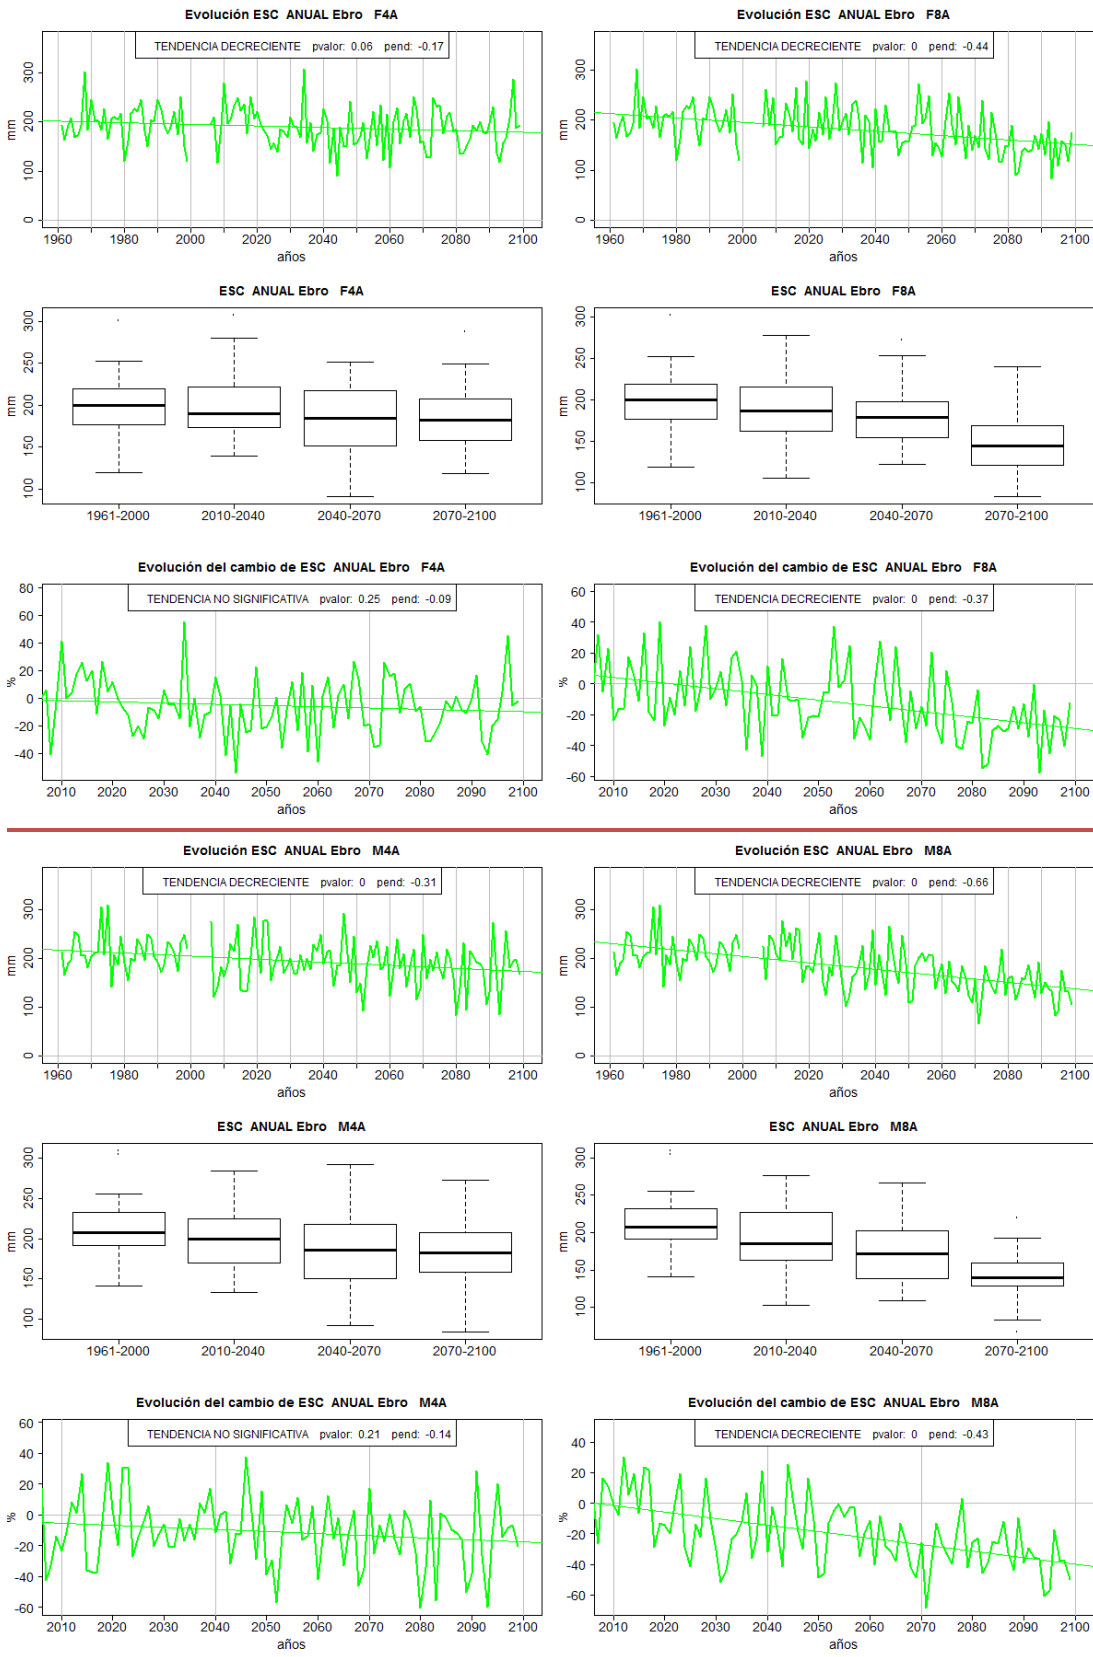 Evolución ESC ANUAL Ebro F4A
TENDENCIA DECRECIENTE pvalor: 0.06 pend: -0.17
mm
300
200
100
0
1960 1980 2000 2020 2040 2060 2080 2100
años
Evolución ESC ANUAL Ebro F8A
TENDENCIA DECRECIENTE pvalor: 0 pend: -0.44
mm
300
200
100
0
1960 1980 2000 2020 2040 2060 2080 2100
años
ESC ANUAL Ebro F4A
mm
300
250
200
150
100
1961-2000 2010-2040 2040-2070 2070-2100
ESC ANUAL Ebro F8A
mm
300
250
200
150
100
1961-2000 2010-2040 2040-2070 2070-2100
Evolución del cambio de ESC ANUAL Ebro F4A
TENDENCIA NO SIGNIFICATIVA pvalor: 0.25 pend: -0.09
%
80
60
40
20
0
-20
-40
2010 2020 2030 2040 2050 2060 2070 2080 2090 2100
años
Evolución del cambio de ESC ANUAL Ebro F8A
TENDENCIA DECRECIENTE pvalor: 0 pend: -0.37
%
60
40
20
0
-20
-40
-60
2010 2020 2030 2040 2050 2060 2070 2080 2090 2100
años
Evolución ESC ANUAL Ebro M4A
TENDENCIA DECRECIENTE pvalor: 0 pend: -0.31
mm
300
200
100
0
1960 1980 2000 2020 2040 2060 2080 2100
años
Evolución ESC ANUAL Ebro M8A
TENDENCIA DECRECIENTE pvalor: 0 pend: -0.66
mm
300
200
100
0
1960 1980 2000 2020 2040 2060 2080 2100
años
ESC ANUAL Ebro M4A
mm
300
250
200
150
100
1961-2000 2010-2040 2040-2070 2070-2100
ESC ANUAL Ebro M8A
mm
300
250
200
150
100
1961-2000 2010-2040 2040-2070 2070-2100
Evolución del cambio de ESC ANUAL Ebro M4A
TENDENCIA NO SIGNIFICATIVA pvalor: 0.21 pend: -0.14
%
60
40
20
0
-20
-40
-60
2010 2020 2030 2040 2050 2060 2070 2080 2090 2100
años
Evolución del cambio de ESC ANUAL Ebro M8A
TENDENCIA DECRECIENTE pvalor: 0 pend: -0.43
%
40
20
0
-20
-40
-60
2010 2020 2030 2040 2050 2060 2070 2080 2090 2100
años